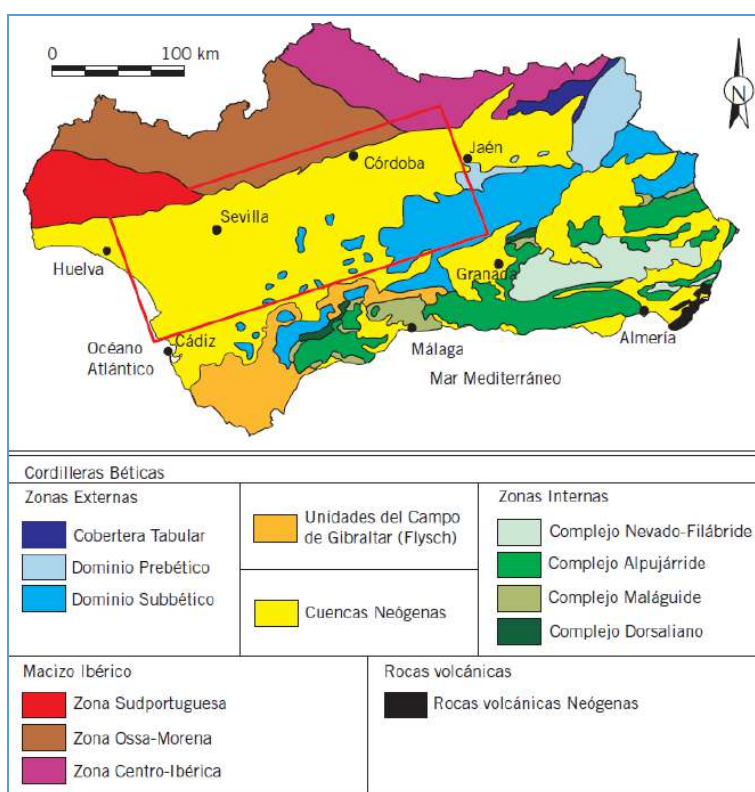 0 100 km
N
Jaén
Córdoba
Sevilla
Huelva
Granada
Cádiz
Océano
Atlántico
Málaga
Almería
Mar Mediterráneo
Cordilleras Béticas
Zonas Externas
Cobertera Tabular
Dominio Prebético
Dominio Subbético
Unidades del Campo
de Gibraltar (Flysch)
Cuencas Neógenas
Zonas Internas
Complejo Nevado-Filábride
Complejo Alpujárride
Complejo Maláguide
Complejo Dorsaliano
Macizo Ibérico
Zona Sudportuguesa
Zona Ossa-Morena
Zona Centro-Ibérica
Rocas volcánicas
Rocas volcánicas Neógenas